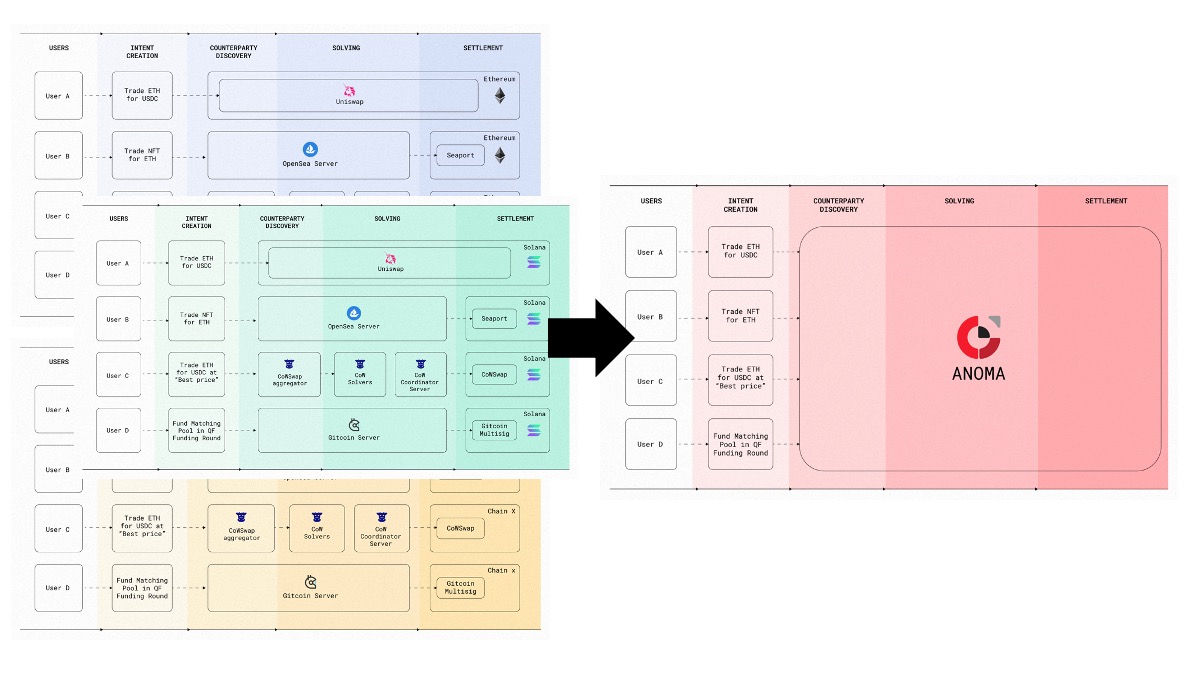 USERS
INTENT
CREATION
COUNTERPARTY
DISCOVERY
SOLVING
SETTLEMENT
User A
Trade ETH
for USDC
Uniswap
Ethereum
User B
Trade NFT
for ETH
OpenSea Server
Seaport
Ethereum
User C
User D
USERS
INTENT
CREATION
COUNTERPARTY
DISCOVERY
SOLVING
SETTLEMENT
User A
Trade ETH
for USDC
Uniswap
Solana
User B
Trade NFT
for ETH
OpenSea Server
Seaport
Solana
User C
Trade ETH
for USDC at
"Best price"
CoWSwap
aggregator
CoW
Solvers
CoW
Coordinator
Server
CoWSwap
Solana
User D
Fund Matching
Pool in QF
Funding Round
Gitcoin Server
Gitcoin
Multisig
Solana
USERS
User A
User B
User C
Trade ETH
for USDC at
"Best price"
CoWSwap
aggregator
CoW
Solvers
CoW
Coordinator
Server
CoWSwap
Chain X
User D
Fund Matching
Pool in QF
Funding Round
Gitcoin Server
Gitcoin
Multisig
Chain x
USERS
INTENT
CREATION
COUNTERPARTY
DISCOVERY
SOLVING
SETTLEMENT
User A
Trade ETH
for USDC
User B
Trade NFT
for ETH
User C
Trade ETH
for USDC at
"Best price"
User D
Fund Matching
Pool in QF
Funding Round
ANOMA